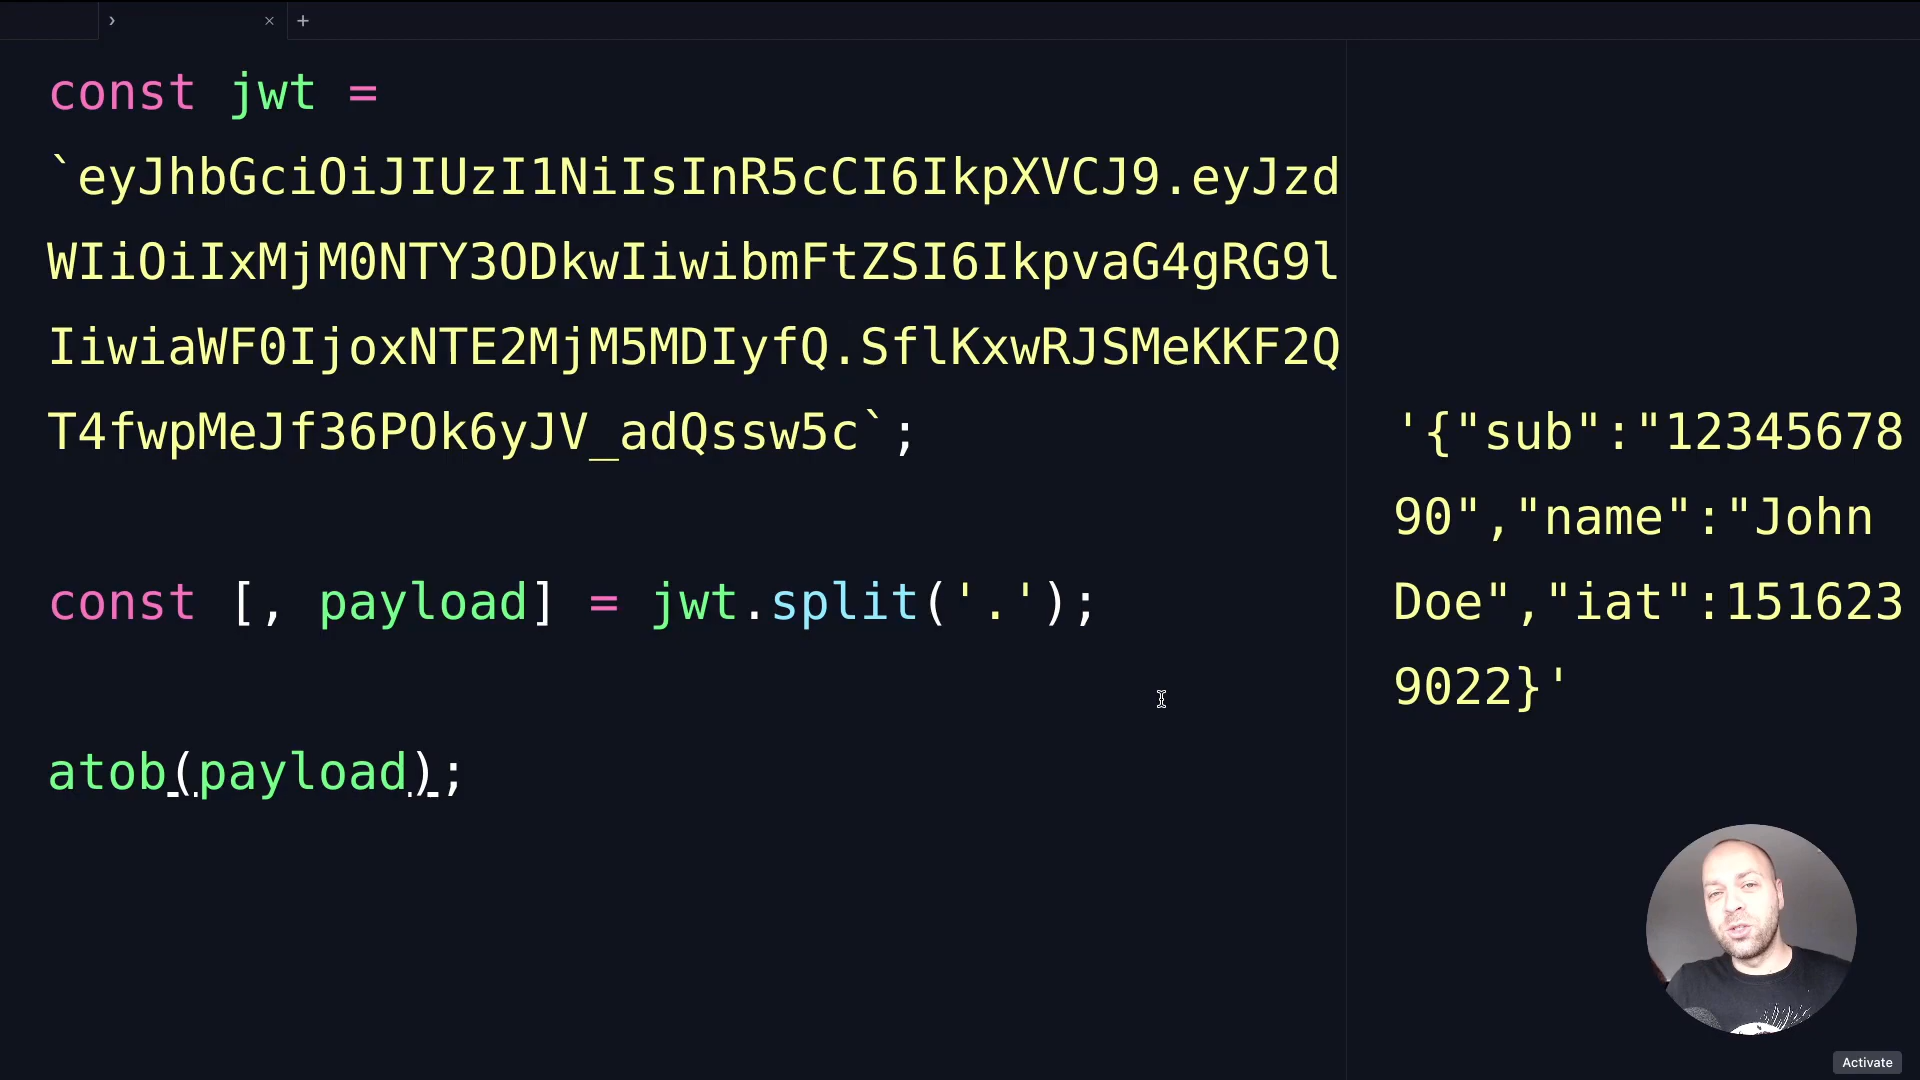 const jwt =
`eyJhbGciOiJIUzI1NiIsInR5cCI6IkpXVCJ9.eyJzd
WIiOiIxMjM0NTY3ODkwIiwibmFtZSI6IkpvaG4gRG9l
IiwiaWF0IjoxNTE2MjM5MDIyfQ.SflKxwRJSMeKKF2Q
T4fwpMeJf36POk6yJV_adQssw5c`;
const [, payload] = jwt.split('.');
atob(payload);
'{"sub":"12345678
90","name":"John
Doe","iat":151623
9022}'
Activate